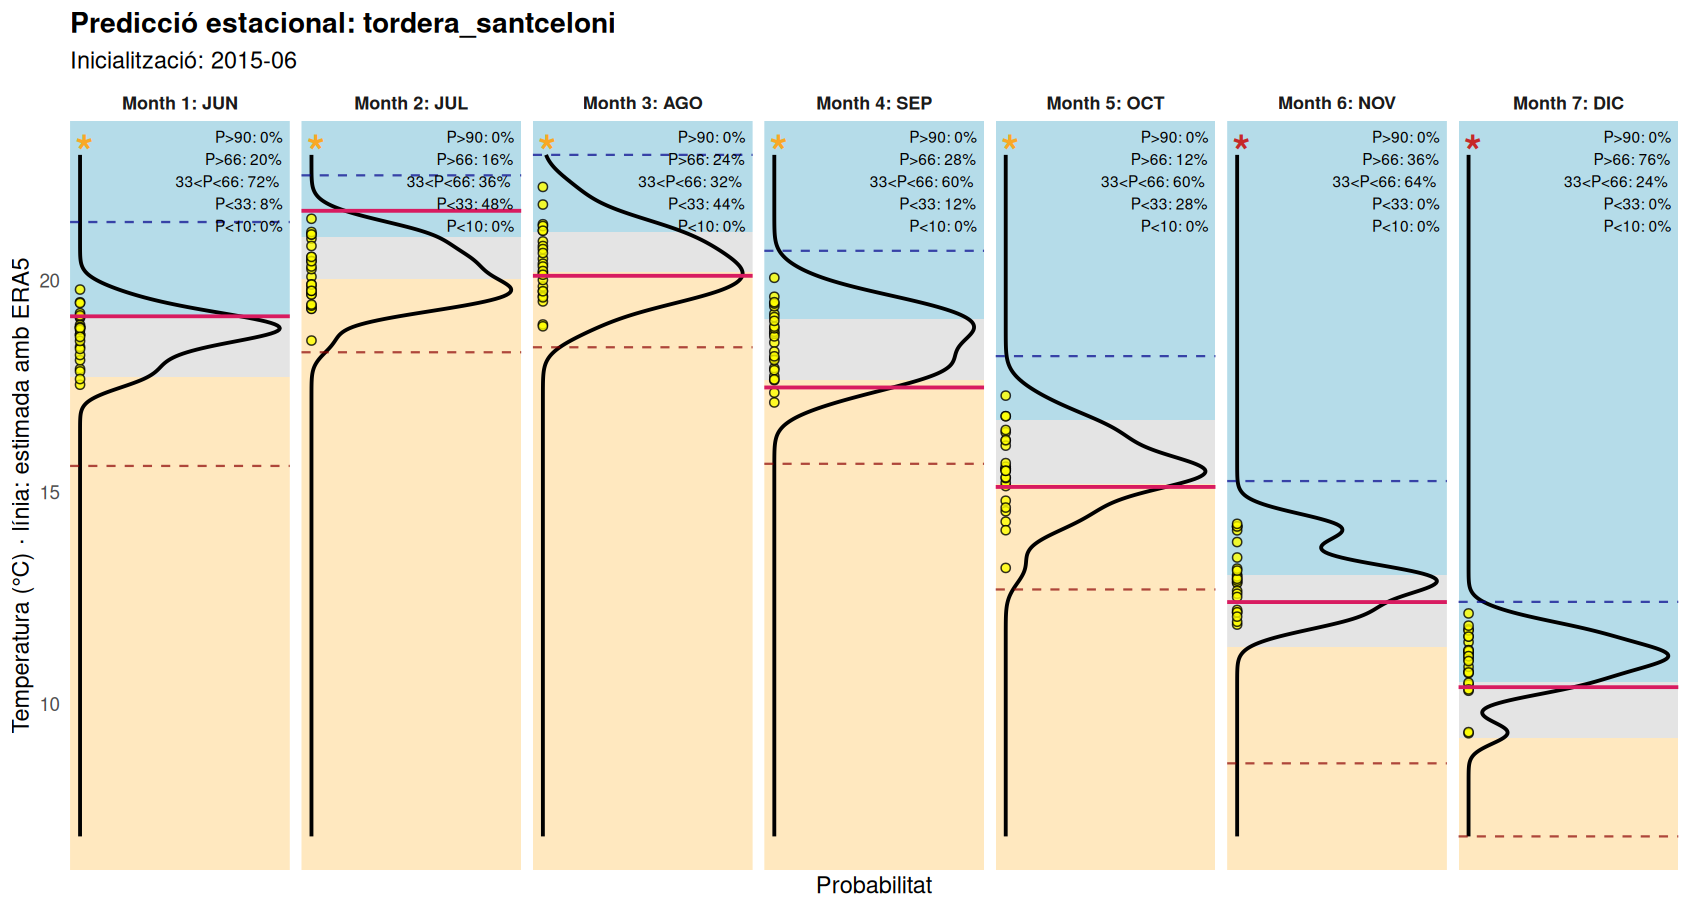 Predicció estacional: tordera_santceloni
Inicialització: 2015-06
Month 1: JUN
Month 2: JUL
Month 3: AGO
Month 4: SEP
Month 5: OCT
Month 6: NOV
Month 7: DIC
P>90: 0%
P>66: 20%
33<P<66: 72%
P<33: 8%
P<10: 0%
P>90: 0%
P>66: 16%
33<P<66: 36%
P<33: 48%
P<10: 0%
P>90: 0%
P>66: 24%
33<P<66: 32%
P<33: 44%
P<10: 0%
P>90: 0%
P>66: 28%
33<P<66: 60%
P<33: 12%
P<10: 0%
P>90: 0%
P>66: 12%
33<P<66: 60%
P<33: 28%
P<10: 0%
P>90: 0%
P>66: 36%
33<P<66: 64%
P<33: 0%
P<10: 0%
P>90: 0%
P>66: 76%
33<P<66: 24%
P<33: 0%
P<10: 0%
20
15
10
Temperatura (°C) · línia: estimada amb ERA5
Probabilitat